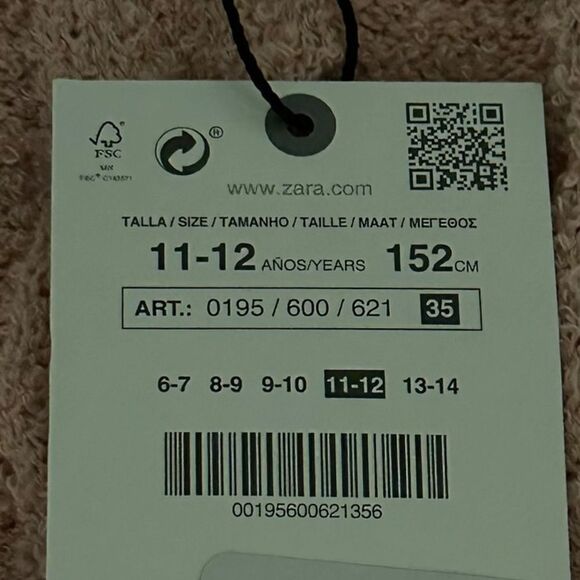 FSC
MIX
www.zara.com
TALLA / SIZE / TAMANHO / TAILLE / MAAT / ΜΕΓΕΘΟΣ
11-12 AÑOS/YEARS 152CM
ART.: 0195 / 600 / 621 35
6-7 8-9 9-10 11-12 13-14
00195600621356